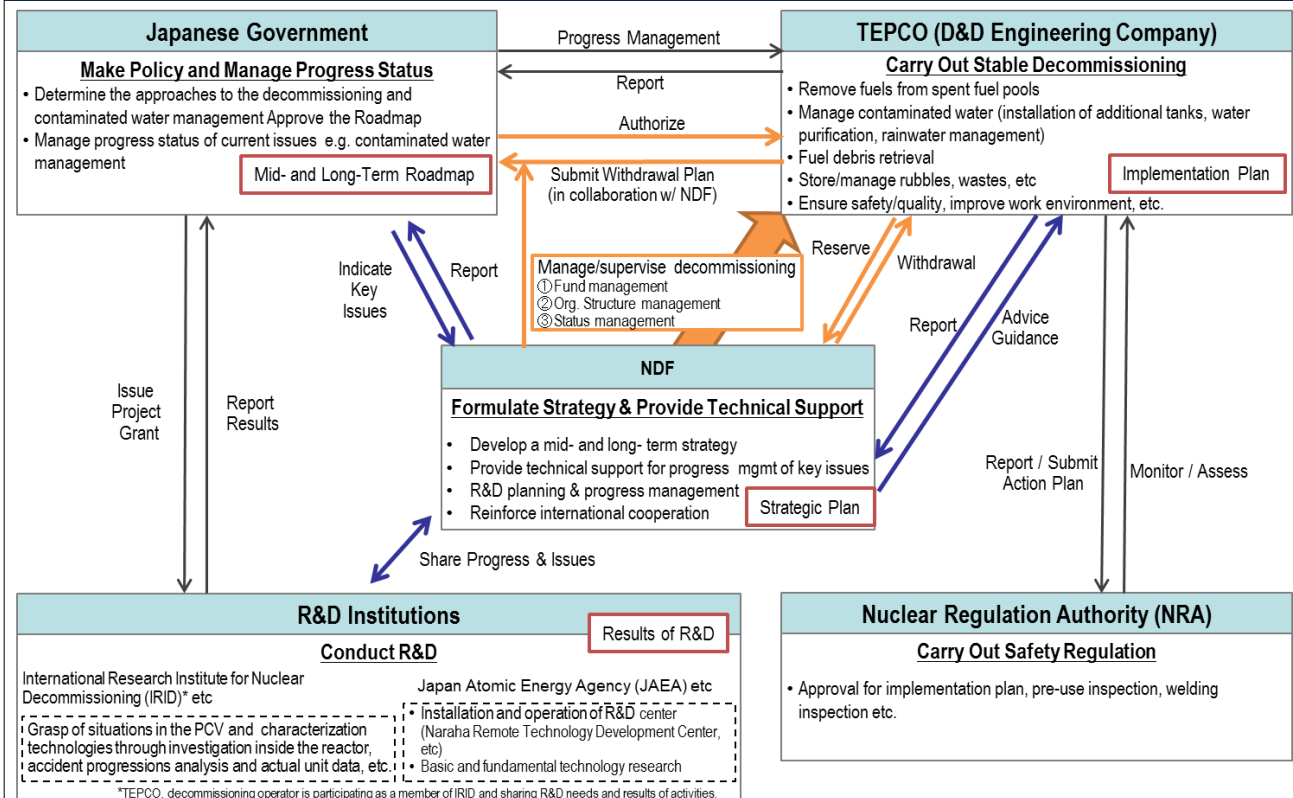 Japanese Government
Make Policy and Manage Progress Status
• Determine the approaches to the decommissioning and
contaminated water management Approve the Roadmap
• Manage progress status of current issues e.g. contaminated water
management
Mid- and Long-Term Roadmap
Progress Management
Report
Authorize
Submit Withdrawal Plan
(in collaboration w/ NDF)
TEPCO (D&D Engineering Company)
Carry Out Stable Decommissioning
• Remove fuels from spent fuel pools
• Manage contaminated water (installation of additional tanks, water
purification, rainwater management)
• Fuel debris retrieval
• Store/manage rubbles, wastes, etc
• Ensure safety/quality, improve work environment, etc.
Implementation Plan
Indicate
Key
Issues
Report
Manage/supervise decommissioning
①Fund management
②Org. Structure management
③Status management
Reserve
Withdrawal
Report
Advice
Guidance
Issue
Project
Grant
Report
Results
NDF
Formulate Strategy & Provide Technical Support
• Develop a mid- and long- term strategy
• Provide technical support for progress mgmt of key issues
• R&D planning & progress management
• Reinforce international cooperation
Strategic Plan
Report / Submit
Action Plan
Monitor / Assess
Share Progress & Issues
R&D Institutions
Results of R&D
Conduct R&D
International Research Institute for Nuclear
Decommissioning (IRID)* etc
Grasp of situations in the PCV and characterization
technologies through investigation inside the reactor,
accident progressions analysis and actual unit data, etc.
Japan Atomic Energy Agency (JAEA) etc
• Installation and operation of R&D center
(Naraha Remote Technology Development Center,
etc)
• Basic and fundamental technology research
*TEPCO, decommissioning operator is participating as a member of IRID and sharing R&D needs and results of activities.
Nuclear Regulation Authority (NRA)
Carry Out Safety Regulation
• Approval for implementation plan, pre-use inspection, welding
inspection etc.